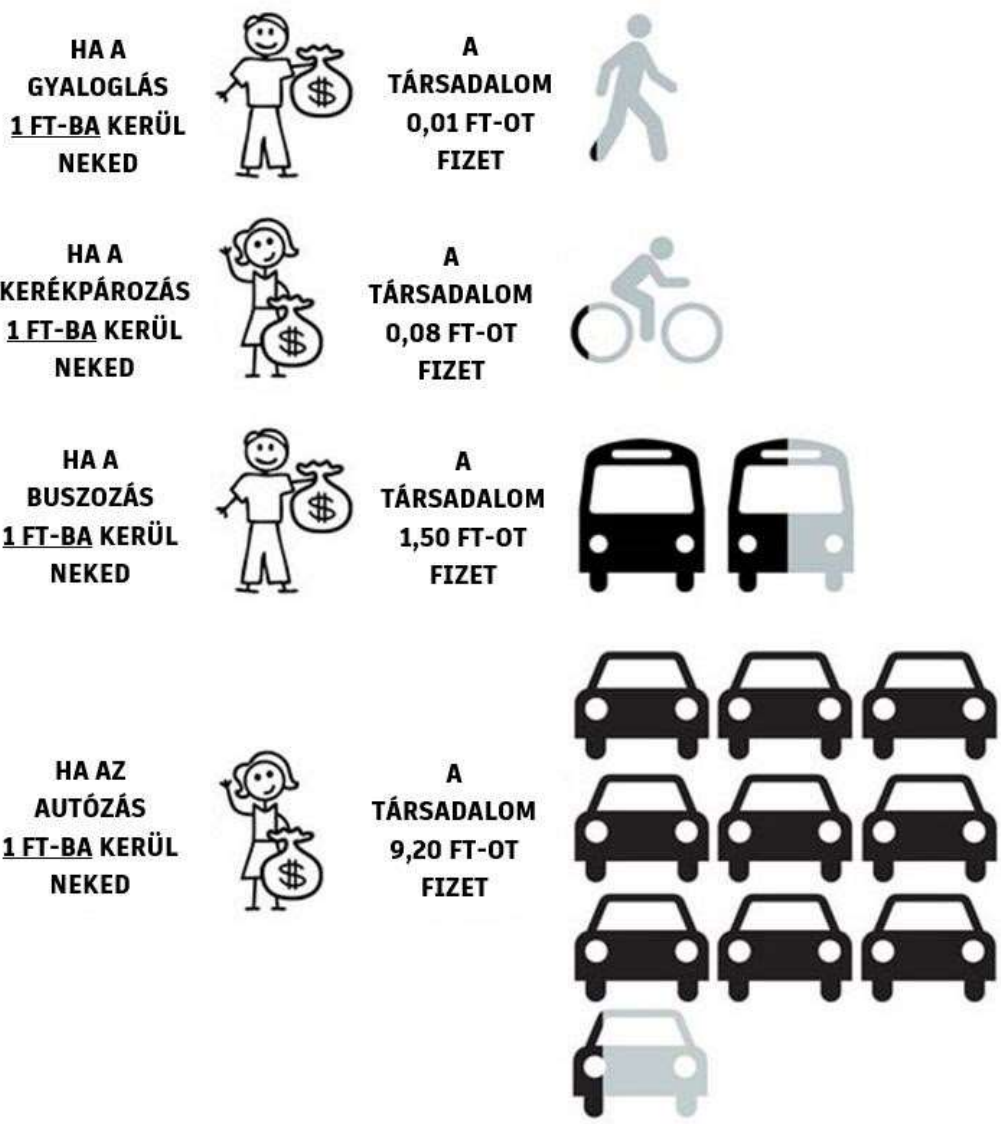 HA A
GYALOGLÁS
1 FT-BA KERÜL
NEKED
$
A
TÁRSADALOM
0,01 FT-OT
FIZET
HA A
KERÉKPÁROZÁS
1 FT-BA KERÜL
NEKED
$
A
TÁRSADALOM
0,08 FT-OT
FIZET
HA A
BUSZOZÁS
1 FT-BA KERÜL
NEKED
$
A
TÁRSADALOM
1,50 FT-OT
FIZET
HA AZ
AUTÓZÁS
1 FT-BA KERÜL
NEKED
$
A
TÁRSADALOM
9,20 FT-OT
FIZET